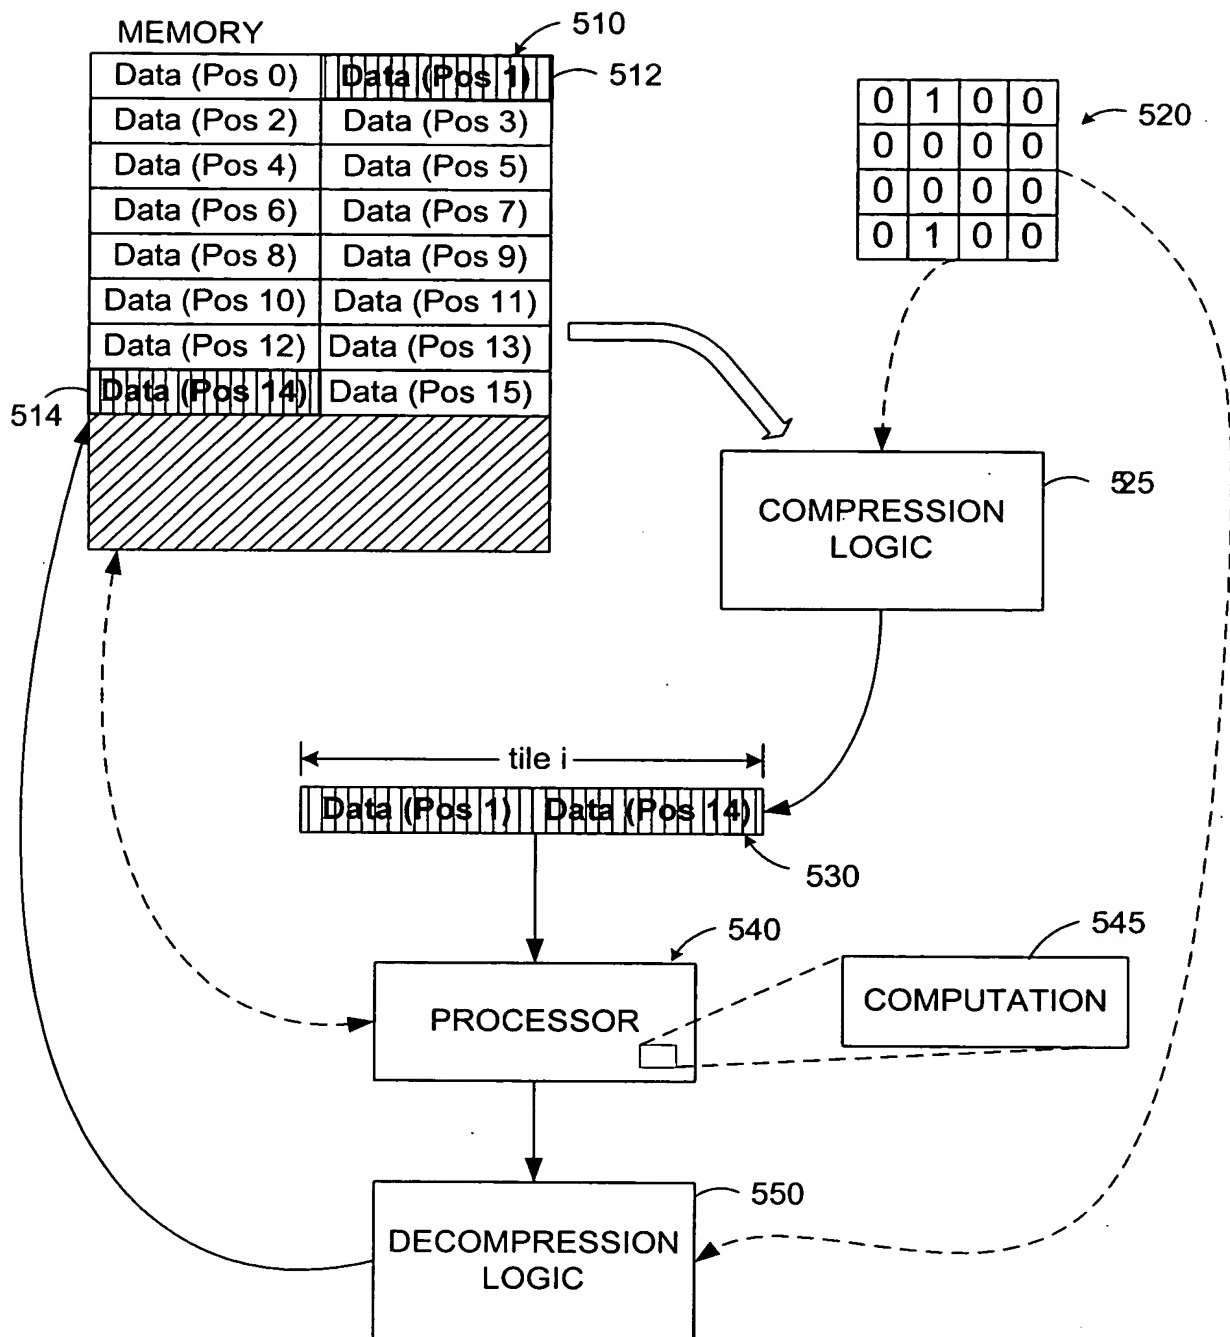 MEMORY
510
Data (Pos 0) Data (Pos 1) 512
Data (Pos 2) Data (Pos 3)
Data (Pos 4) Data (Pos 5)
Data (Pos 6) Data (Pos 7)
Data (Pos 8) Data (Pos 9)
Data (Pos 10) Data (Pos 11)
Data (Pos 12) Data (Pos 13)
514 Data (Pos 14) Data (Pos 15)
0 1 0 0
0 0 0 0
0 0 0 0
0 1 0 0
520
COMPRESSION
LOGIC
525
tile i
Data (Pos 1) Data (Pos 14)
530
540
PROCESSOR
545
COMPUTATION
550
DECOMPRESSION
LOGIC